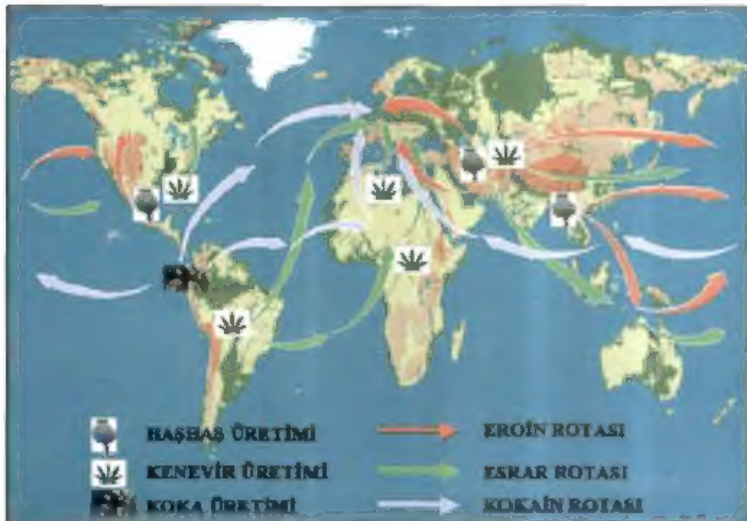 HAŞHAŞ ÜRETİMİ
EROİN ROTASI
KENEVİR ÜRETİMİ
ESRAR ROTASI
KOKA ÜRETİMİ
KOKAİN ROTASI